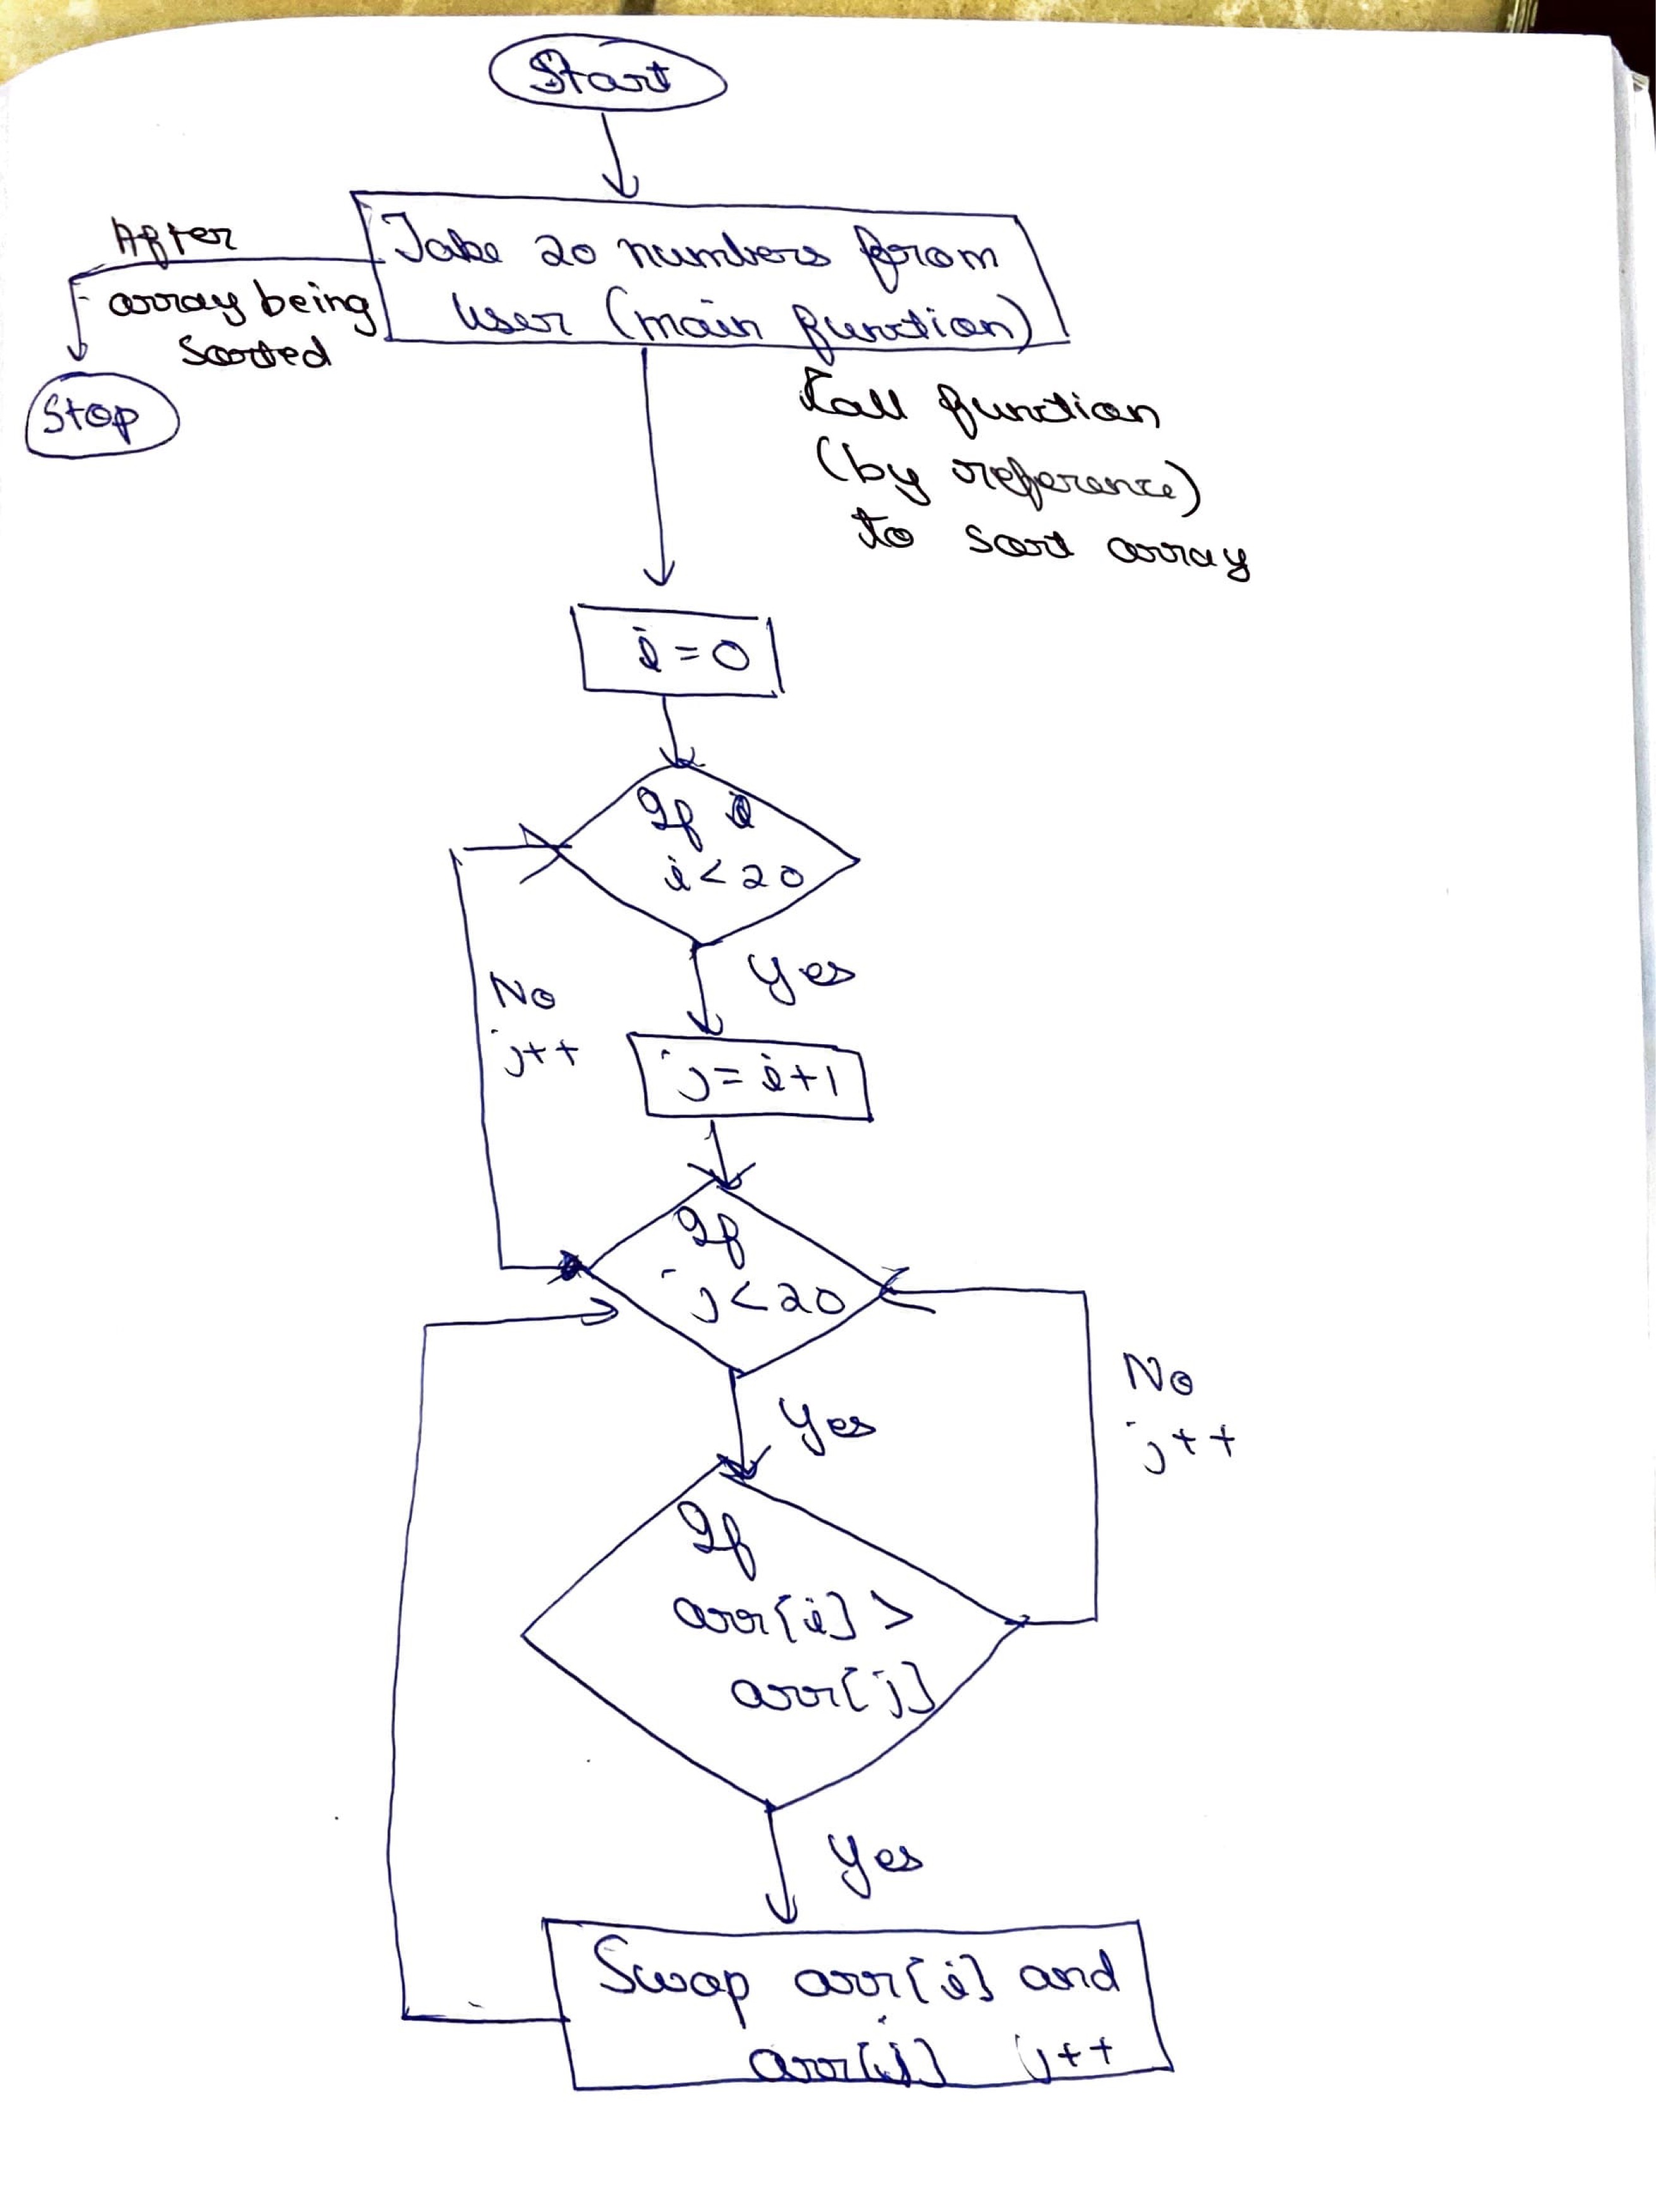 Start
Take 20 numbers from
user (main function)
After
array being
sorted
Stop
Call function
(by reference)
to sort array
i=0
If
i<20
Yes
No
j++
j=i+1
If
j<20
Yes
No
j++
If
arr[i] >
arr[j]
Yes
Swap arr[i] and
arr[j] j++